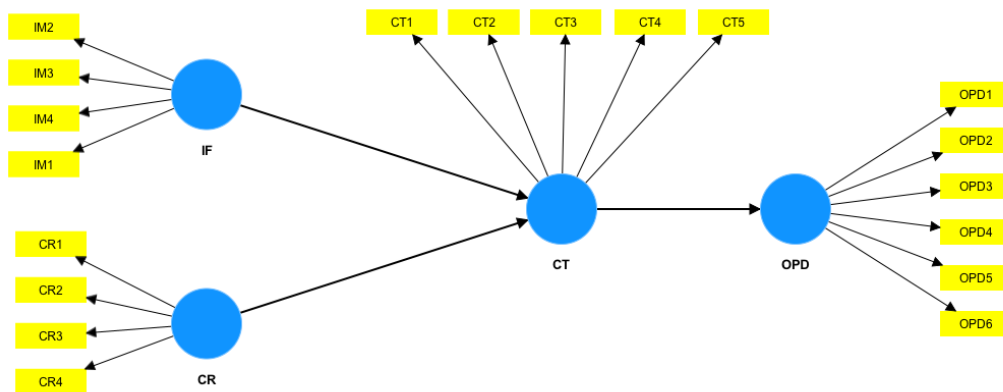 IM2
IM3
IM4
IM1
IF
CT1
CT2
CT3
CT4
CT5
CR1
CR2
CR3
CR4
CR
CT
OPD
OPD1
OPD2
OPD3
OPD4
OPD5
OPD6